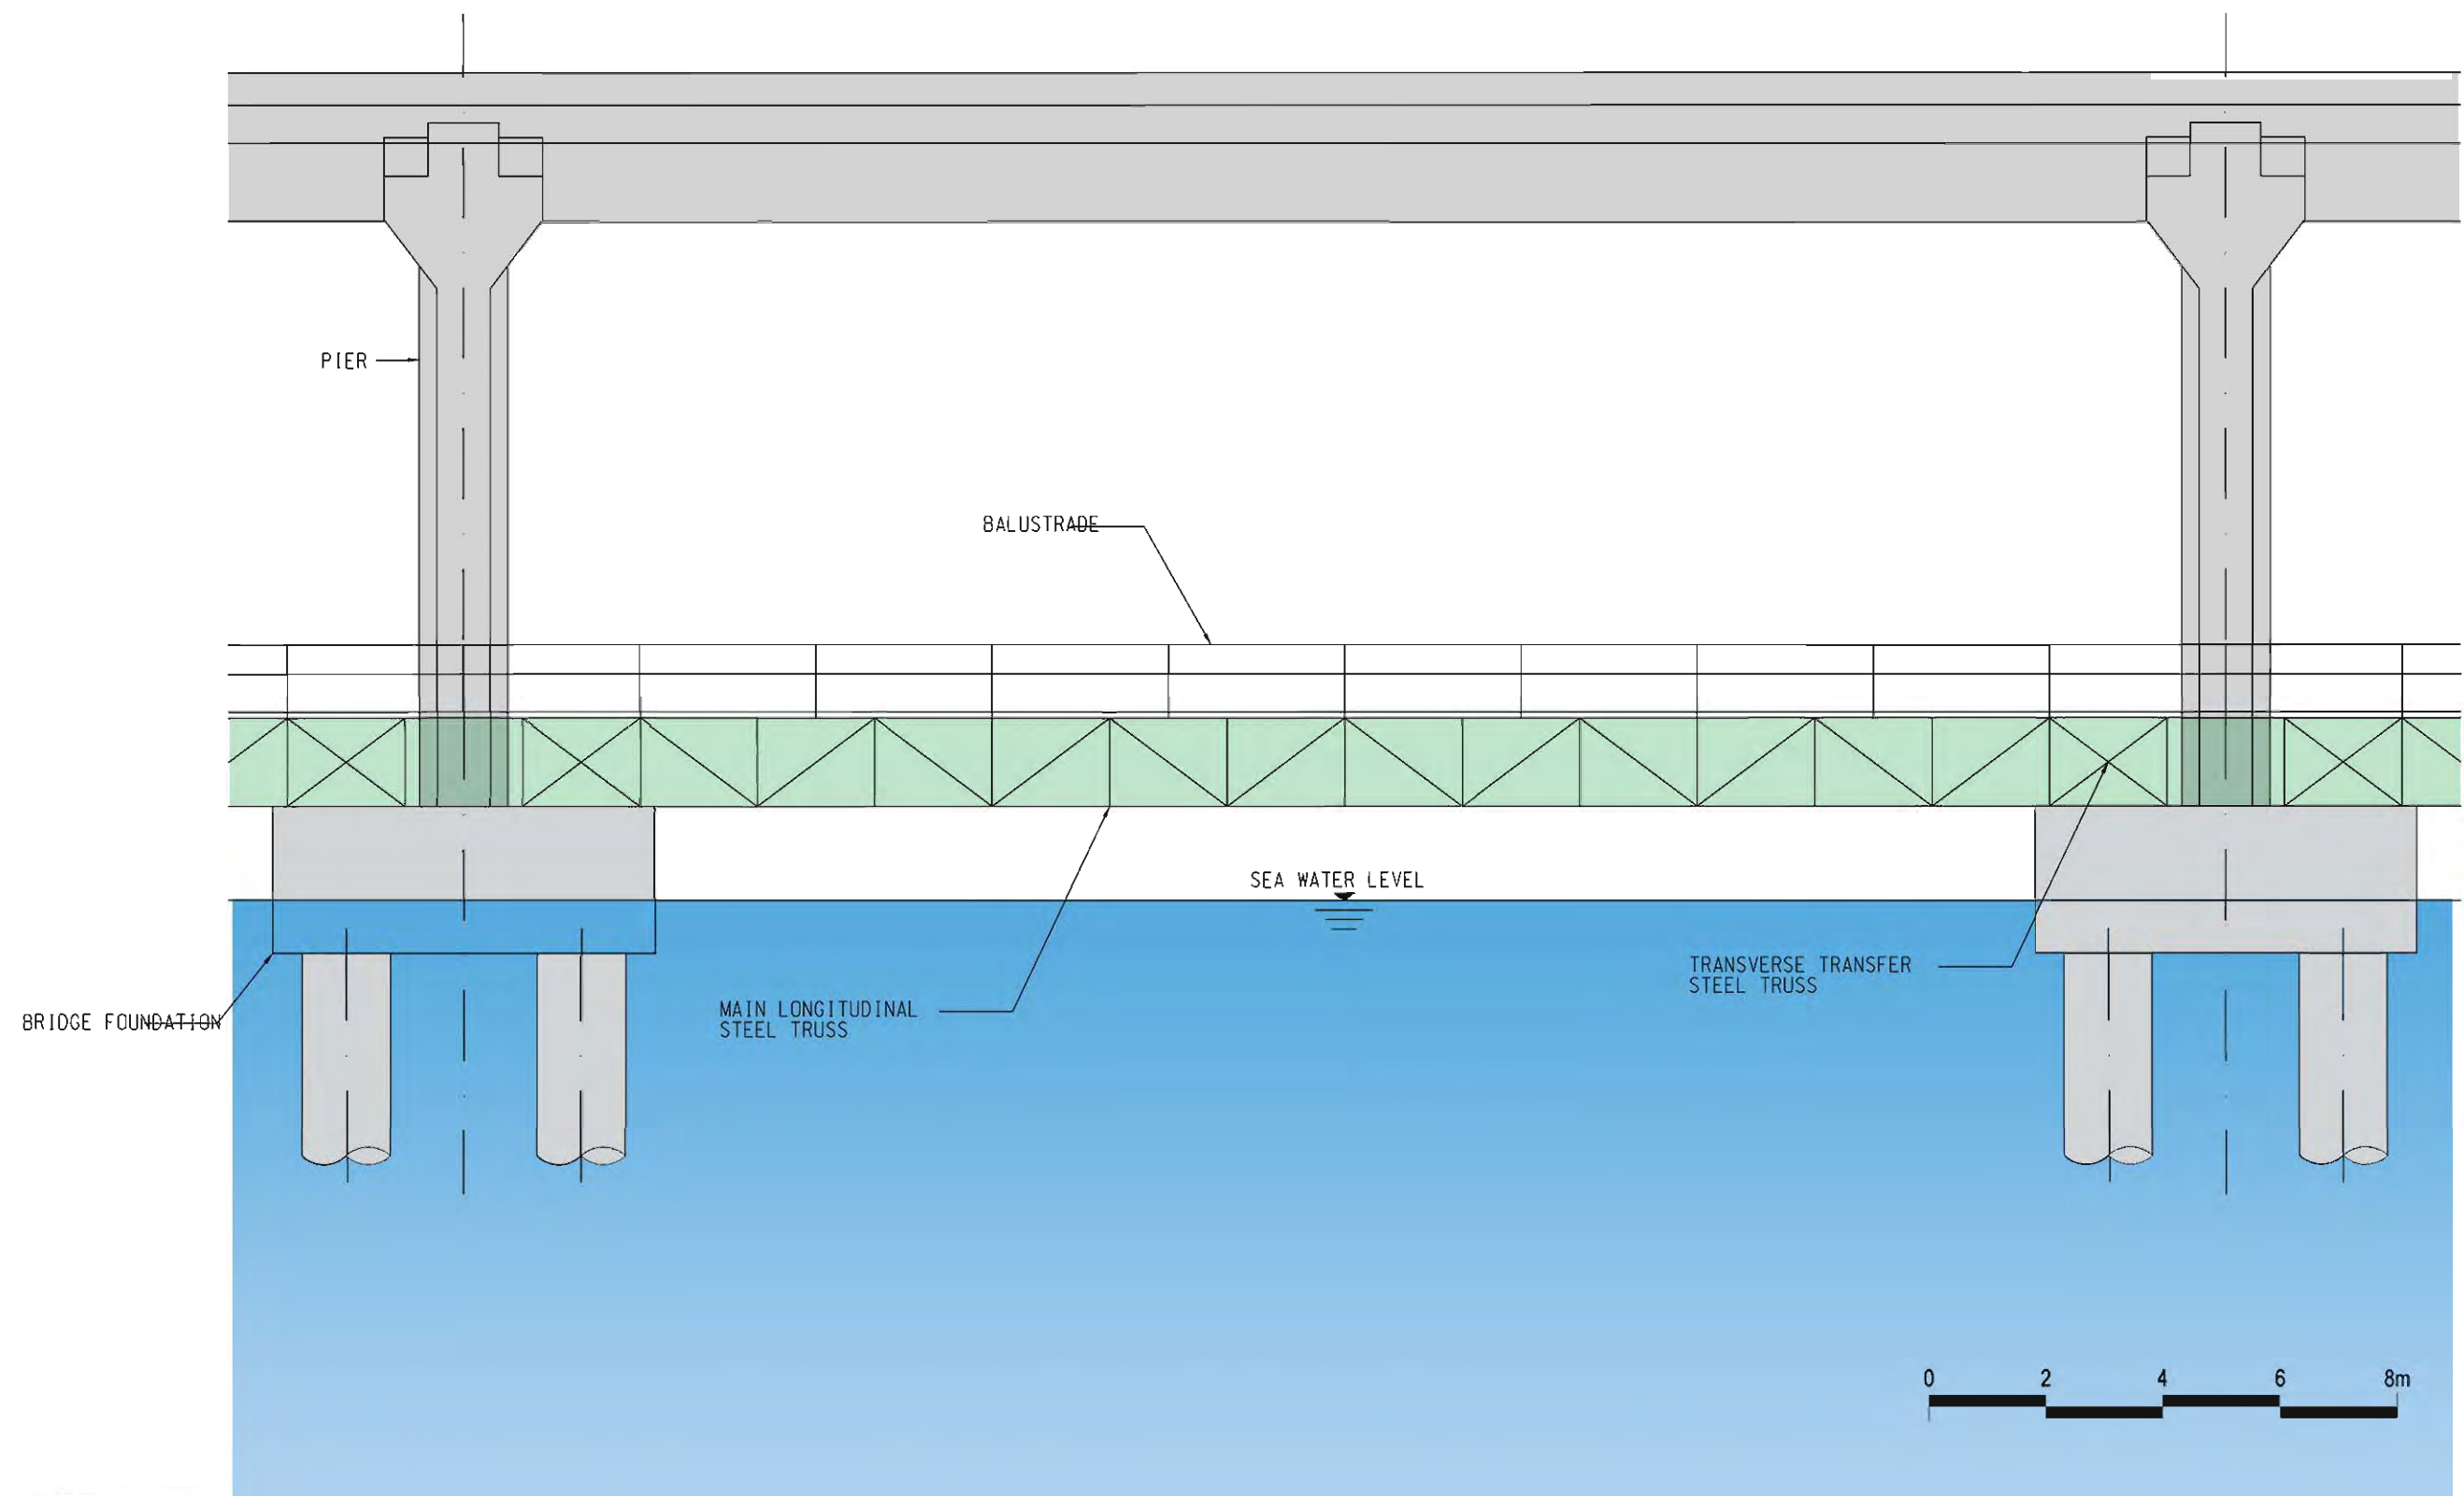 PIER
BALUSTRADE
SEA WATER LEVEL
TRANSVERSE TRANSFER
STEEL TRUSS
MAIN LONGITUDINAL
STEEL TRUSS
BRIDGE FOUNDATION
0 2 4 6 8m